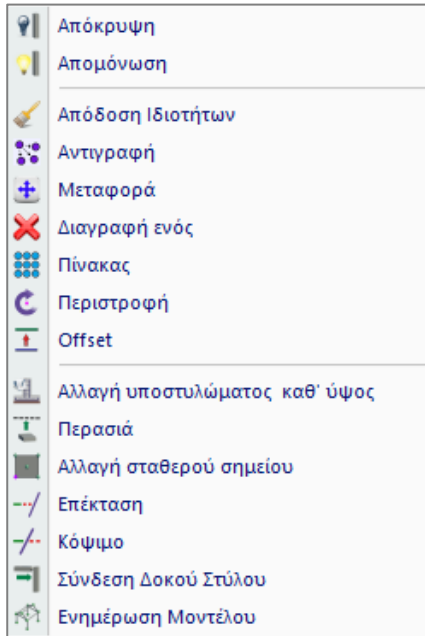 Απόκρυψη
Απομόνωση
Απόδοση Ιδιοτήτων
Αντιγραφή
Μεταφορά
Διαγραφή ενός
Πίνακας
Περιστροφή
Offset
Αλλαγή υποστυλώματος καθ' ύψος
Περασιά
Αλλαγή σταθερού σημείου
Επέκταση
Κόψιμο
Σύνδεση Δοκού Στύλου
Ενημέρωση Μοντέλου